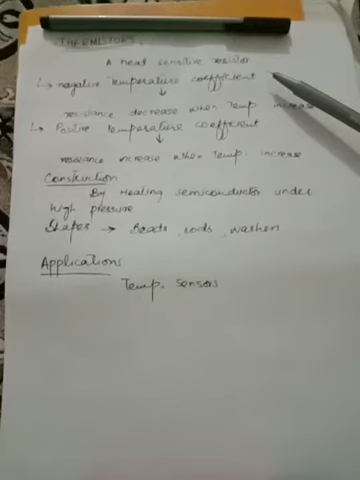 THERMISTORS.
A heat sensitive resistor
↳ negative Temperature coefficient
↓
resistance decrease when Temp. increase
↳ Positive Temperature coefficient
↓
resistance increase when Temp. increase
Construction
By Heating semiconductor under
high pressure
Shapes → Beads, rods, washers
Applications
Temp. sensors